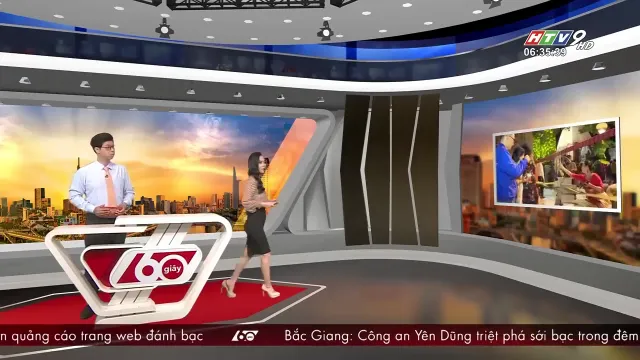 HTV9 HD
06:35:39
60 giây
n quảng cáo trang web đánh bạc 60 Bắc Giang: Công an Yên Dũng triệt phá sới bạc trong đêm